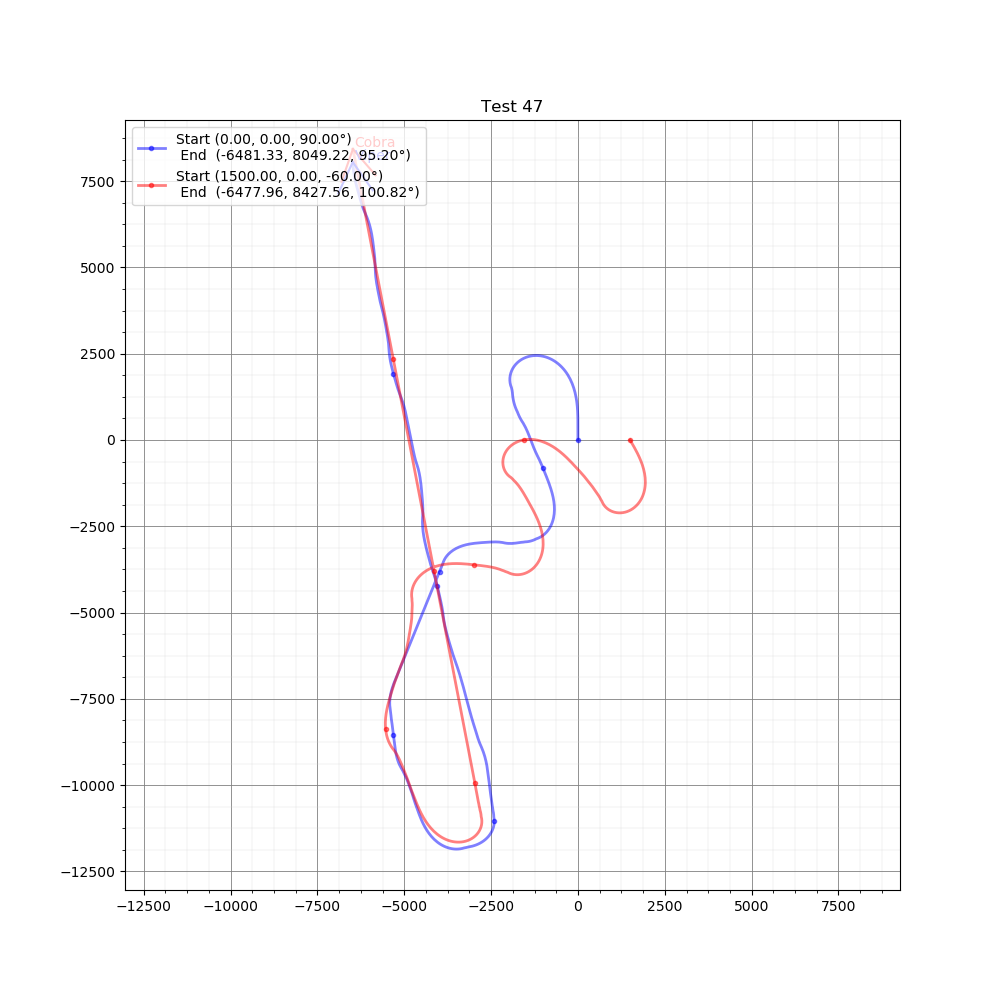 Test 47
Cobra
Start (0.00, 0.00, 90.00°)
End (-6481.33, 8049.22, 95.20°)
Start (1500.00, 0.00, -60.00°)
End (-6477.96, 8427.56, 100.82°)
7500
5000
2500
0
−2500
−5000
−7500
−10000
−12500
−12500 −10000 −7500 −5000 −2500 0 2500 5000 7500